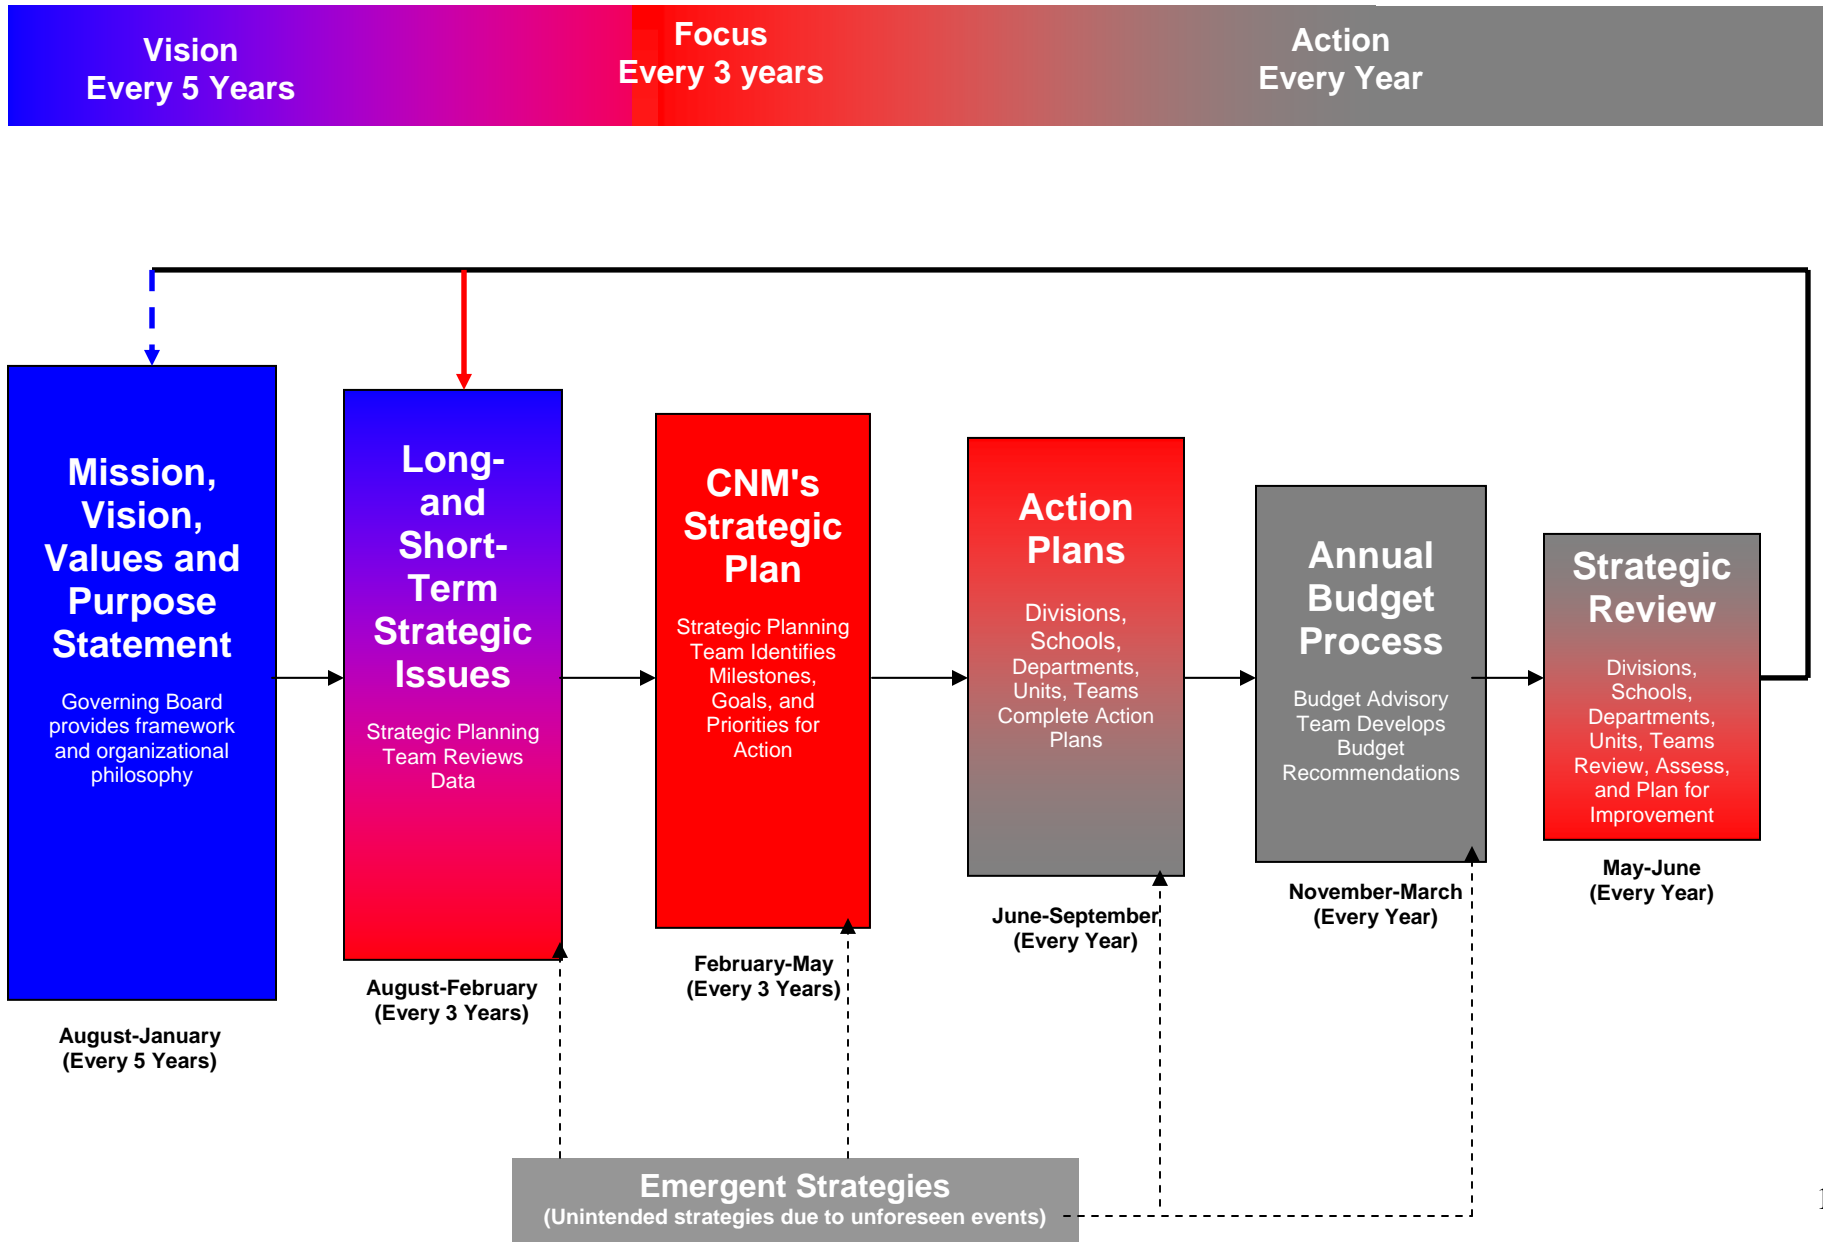 Vision
Every 5 Years
Focus
Every 3 years
Action
Every Year
Mission,
Vision,
Values and
Purpose
Statement
Governing Board
provides framework
and organizational
philosophy
August-January
(Every 5 Years)
Long-
and
Short-
Term
Strategic
Issues
Strategic Planning
Team Reviews
Data
August-February
(Every 3 Years)
CNM's
Strategic
Plan
Strategic Planning
Team Identifies
Milestones,
Goals, and
Priorities for
Action
February-May
(Every 3 Years)
Action
Plans
Divisions,
Schools,
Departments,
Units, Teams
Complete Action
Plans
June-September
(Every Year)
Annual
Budget
Process
Budget Advisory
Team Develops
Budget
Recommendations
November-March
(Every Year)
Strategic
Review
Divisions,
Schools,
Departments,
Units, Teams
Review, Assess,
and Plan for
Improvement
May-June
(Every Year)
Emergent Strategies
(Unintended strategies due to unforeseen events)
1